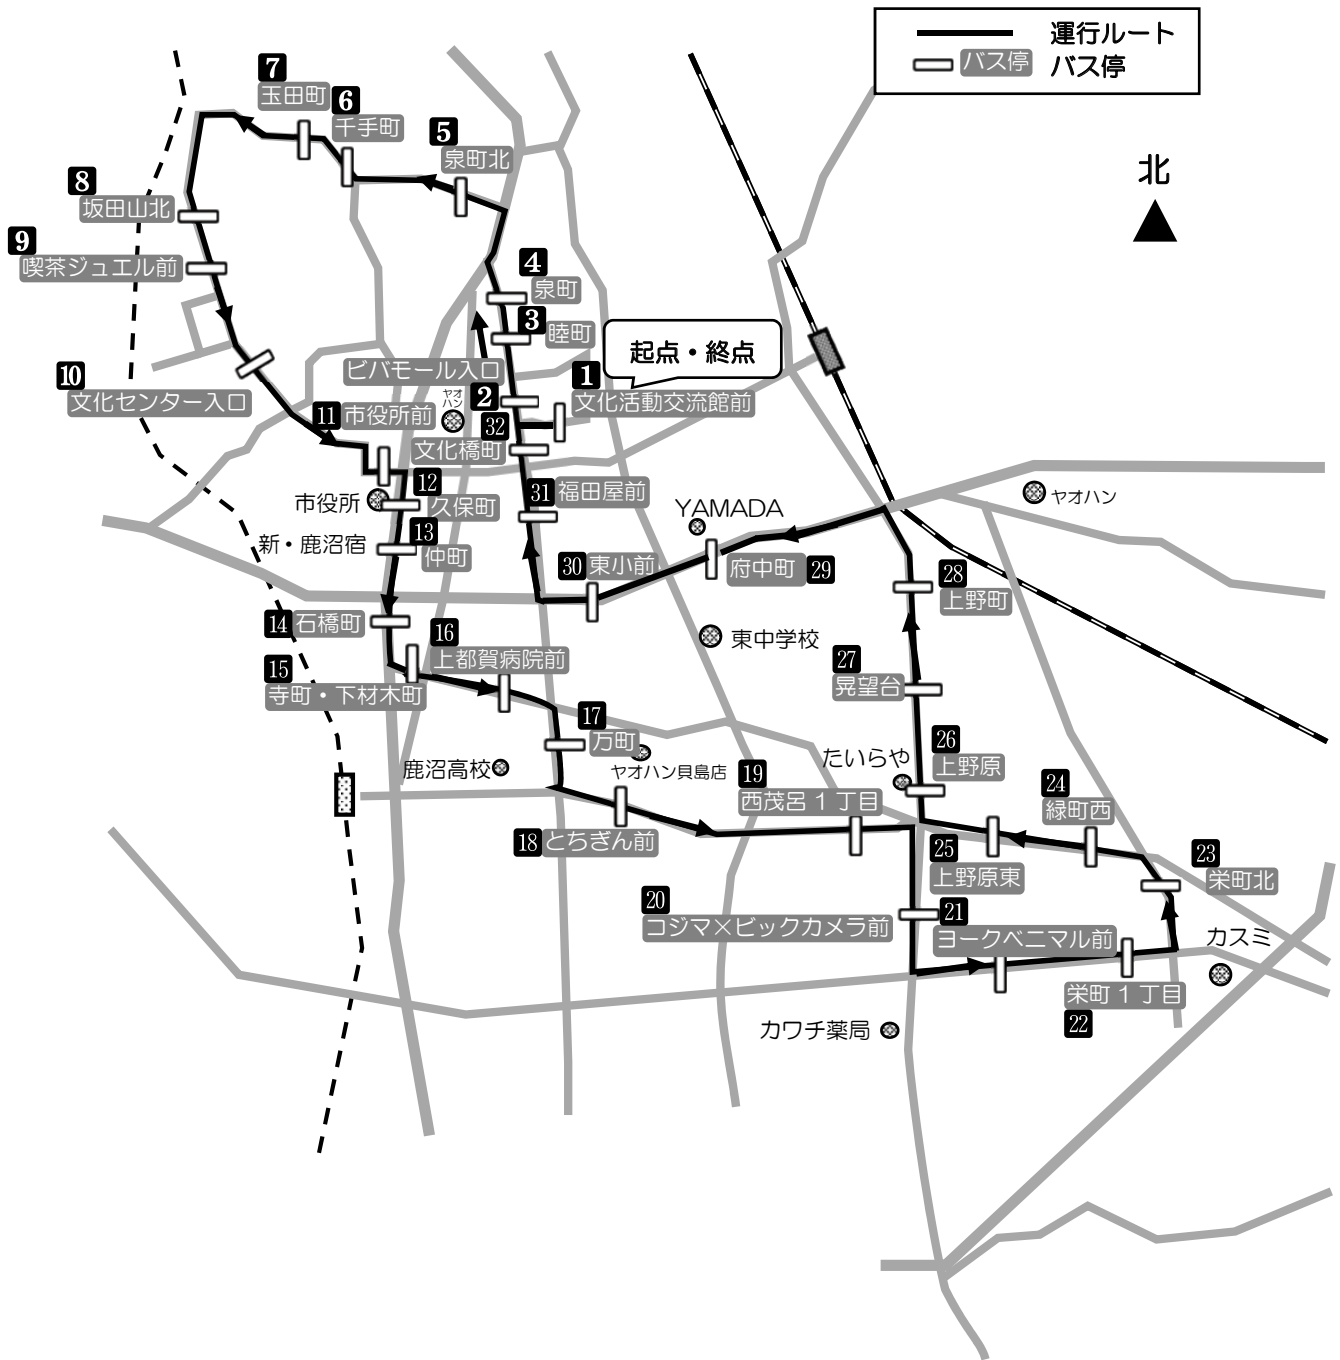 運行ルート
バス停 バス停
北
7
玉田町
6
千手町
5
泉町北
8
坂田山北
9
喫茶ジュエル前
4
泉町
3
睦町
起点・終点
ビバモール入口
2
1
文化活動交流館前
10
文化センター入口
11 市役所前
ヤオ
ハン
32
文化橋町
市役所
12
久保町
31 福田屋前
YAMADA
ヤオハン
新・鹿沼宿
13
仲町
30 東小前
府中町 29
28
上野町
14 石橋町
16
上都賀病院前
東中学校
15
寺町・下材木町
27
晃望台
17
万町
ヤオハン貝島店
鹿沼高校
たいらや
26
上野原
19
西茂呂1丁目
24
緑町西
18 とちぎん前
25
上野原東
23
栄町北
20
コジマ×ビックカメラ前
21
ヨークベニマル前
カスミ
栄町1丁目
22
カワチ薬局